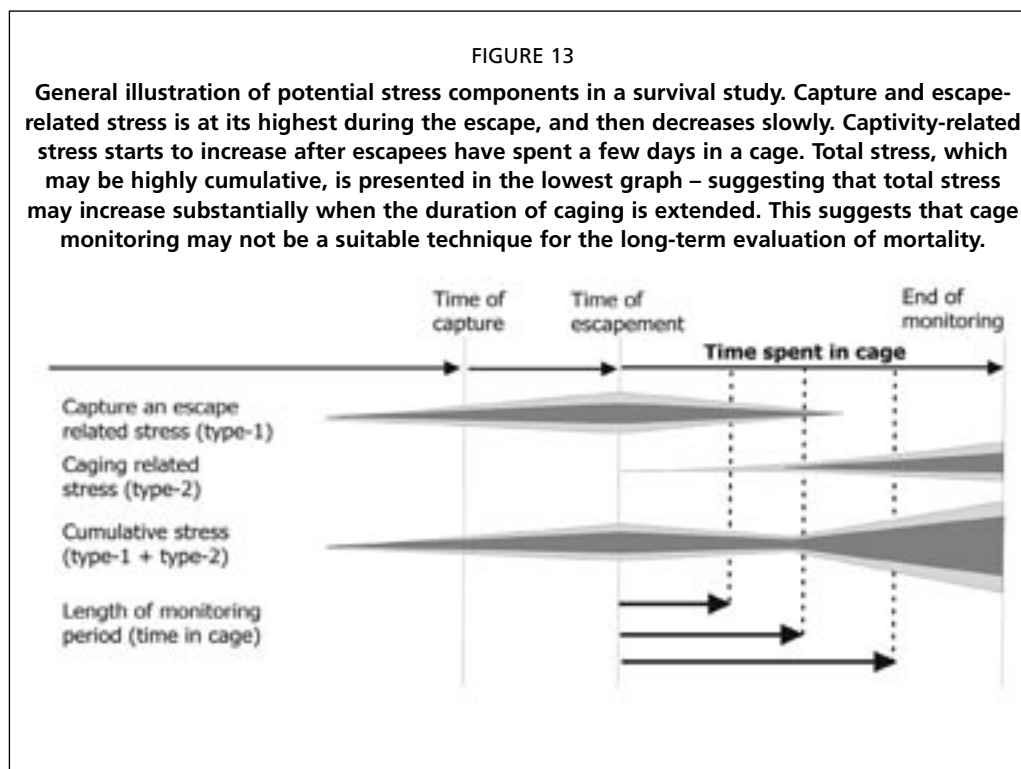 FIGURE 13
General illustration of potential stress components in a survival study. Capture and escape-
related stress is at its highest during the escape, and then decreases slowly. Captivity-related
stress starts to increase after escapees have spent a few days in a cage. Total stress, which
may be highly cumulative, is presented in the lowest graph – suggesting that total stress
may increase substantially when the duration of caging is extended. This suggests that cage
monitoring may not be a suitable technique for the long-term evaluation of mortality.
Time of
capture
Time of
escapement
End of
monitoring
Time spent in cage
Capture an escape
related stress (type-1)
Caging related
stress (type-2)
Cumulative stress
(type-1 + type-2)
Length of monitoring
period (time in cage)